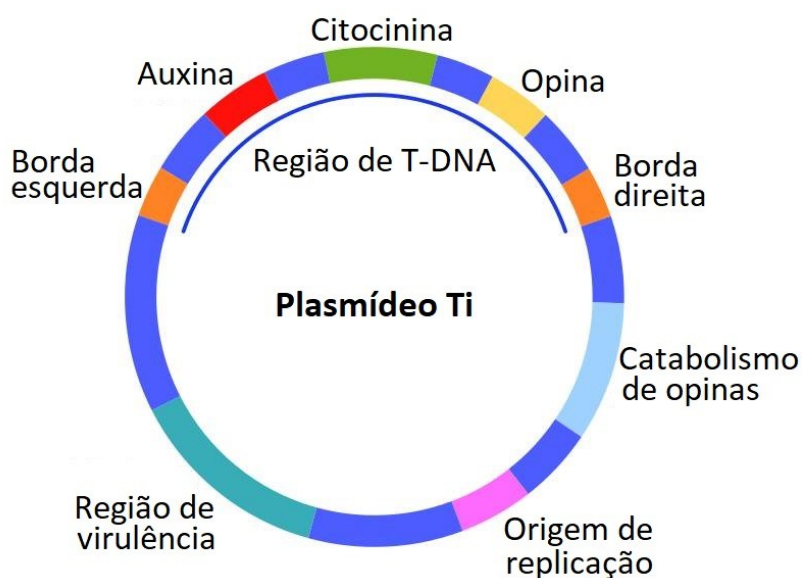 Citocinina
Auxina
Opina
Região de T-DNA
Borda
esquerda
Borda
direita
Plasmídeo Ti
Catabolismo
de opinas
Região de
virulência
Origem de
replicação